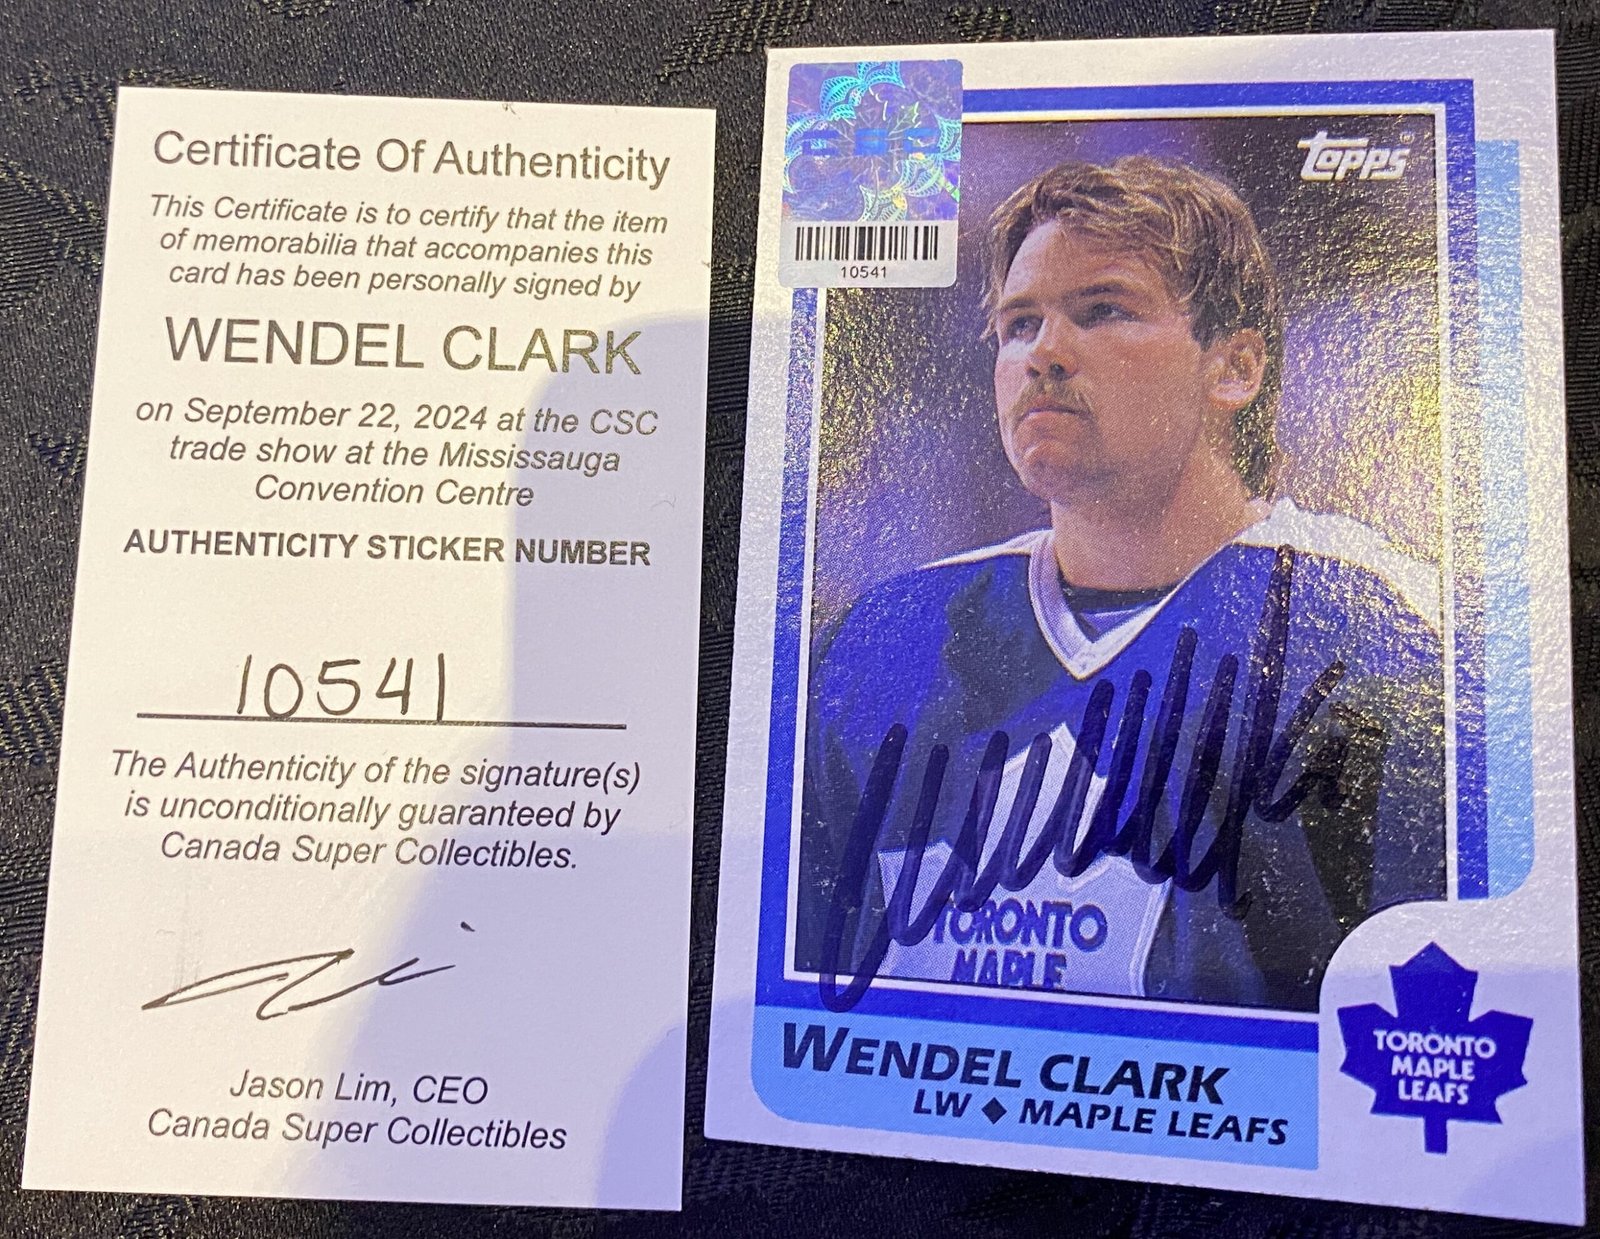 Certificate Of Authenticity
This Certificate is to certify that the item
of memorabilia that accompanies this
card has been personally signed by
WENDEL CLARK
on September 22, 2024 at the CSC
trade show at the Mississauga
Convention Centre
AUTHENTICITY STICKER NUMBER
10541
The Authenticity of the signature(s)
is unconditionally guaranteed by
Canada Super Collectibles.
Jason Lim, CEO
Canada Super Collectibles
10541
topps
TORONTO
MAPLE
WENDEL CLARK
LW ◆ MAPLE LEAFS
TORONTO
MAPLE
LEAFS